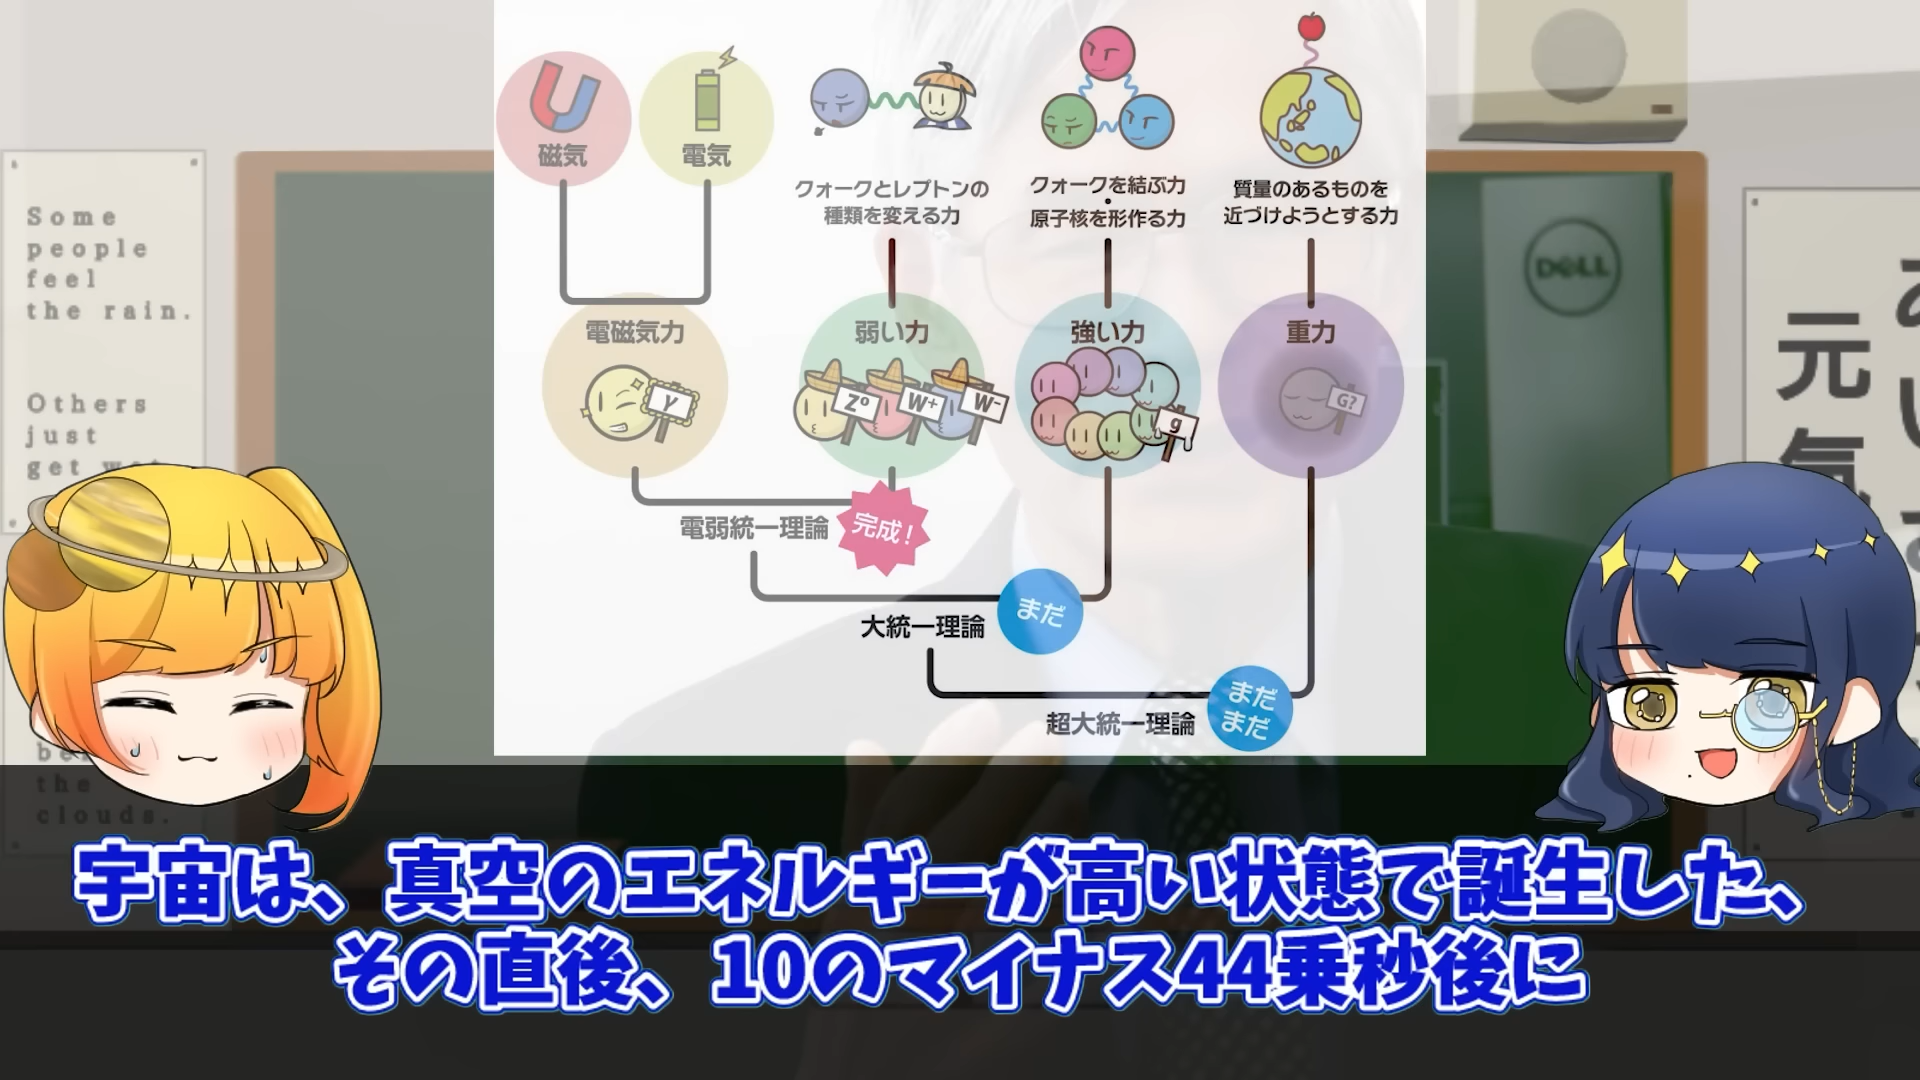 磁気
電気
クォークとレプトンの
種類を変える力
クォークを結ぶ力
・
原子核を形作る力
質量のあるものを
近づけようとする力
電磁気力
弱い力
強い力
重力
γ
Z⁰
W⁺
W⁻
g
G?
電弱統一理論
完成!
大統一理論
まだ
超大統一理論
まだ
まだ
Some
people
feel
the rain.
Others
just
get
the
clouds.
DELL
元気
宇宙は、真空のエネルギーが高い状態で誕生した、
その直後、10のマイナス44乗秒後に